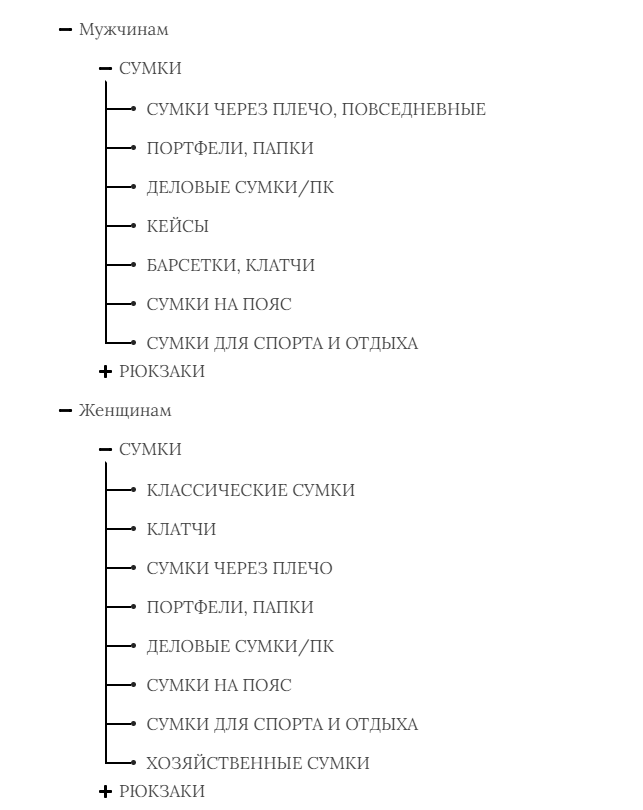 Мужчинам
СУМКИ
СУМКИ ЧЕРЕЗ ПЛЕЧО, ПОВСЕДНЕВНЫЕ
ПОРТФЕЛИ, ПАПКИ
ДЕЛОВЫЕ СУМКИ/ПК
КЕЙСЫ
БАРСЕТКИ, КЛАТЧИ
СУМКИ НА ПОЯС
СУМКИ ДЛЯ СПОРТА И ОТДЫХА
РЮКЗАКИ
Женщинам
СУМКИ
КЛАССИЧЕСКИЕ СУМКИ
КЛАТЧИ
СУМКИ ЧЕРЕЗ ПЛЕЧО
ПОРТФЕЛИ, ПАПКИ
ДЕЛОВЫЕ СУМКИ/ПК
СУМКИ НА ПОЯС
СУМКИ ДЛЯ СПОРТА И ОТДЫХА
ХОЗЯЙСТВЕННЫЕ СУМКИ
РЮКЗАКИ